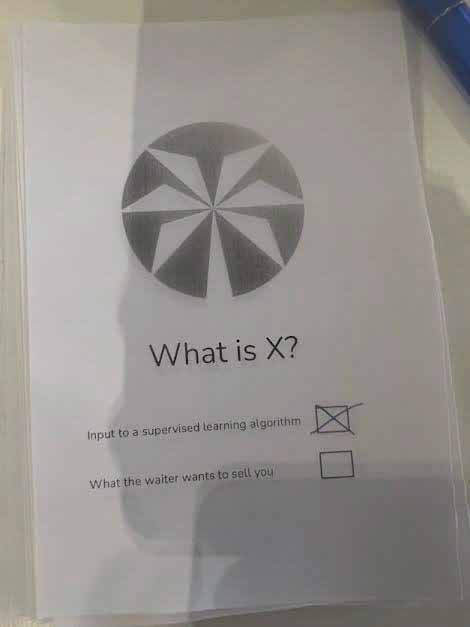 What is X?
Input to a supervised learning algorithm
What the waiter wants to sell you